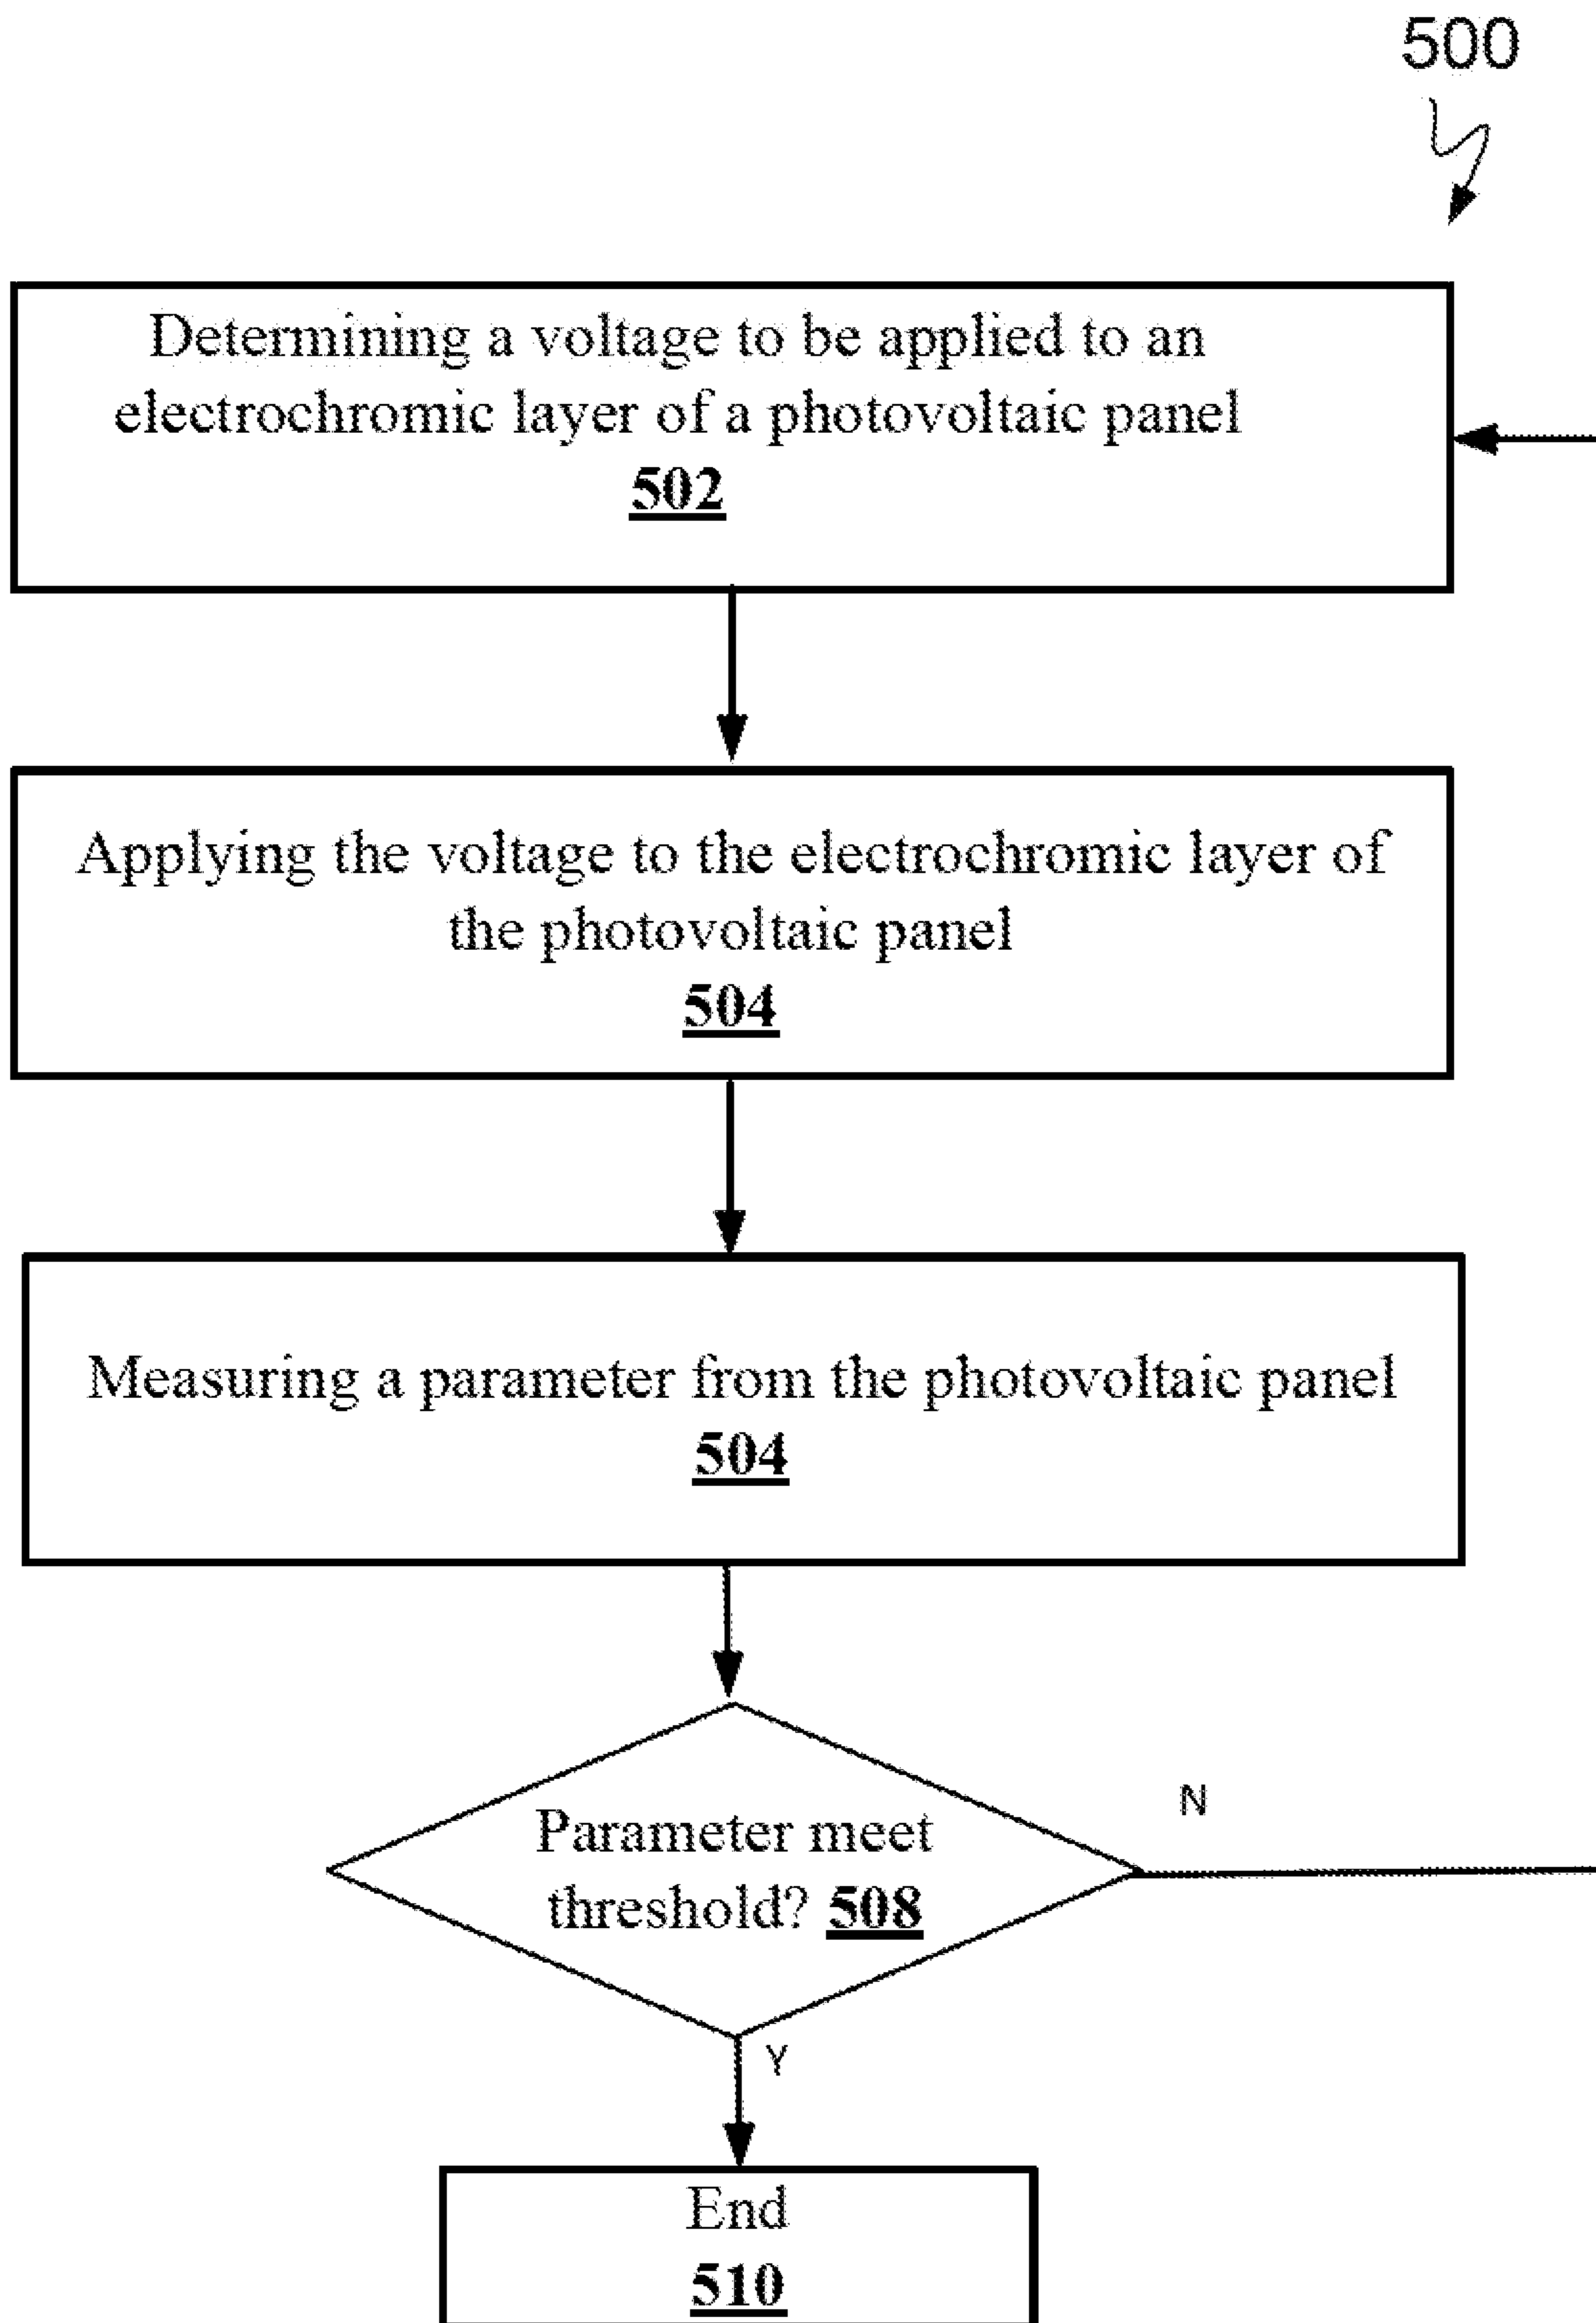 500
Determining a voltage to be applied to an
electrochromic layer of a photovoltaic panel
502
Applying the voltage to the electrochromic layer of
the photovoltaic panel
504
Measuring a parameter from the photovoltaic panel
504
Parameter meet
threshold? 508
N
Y
End
510